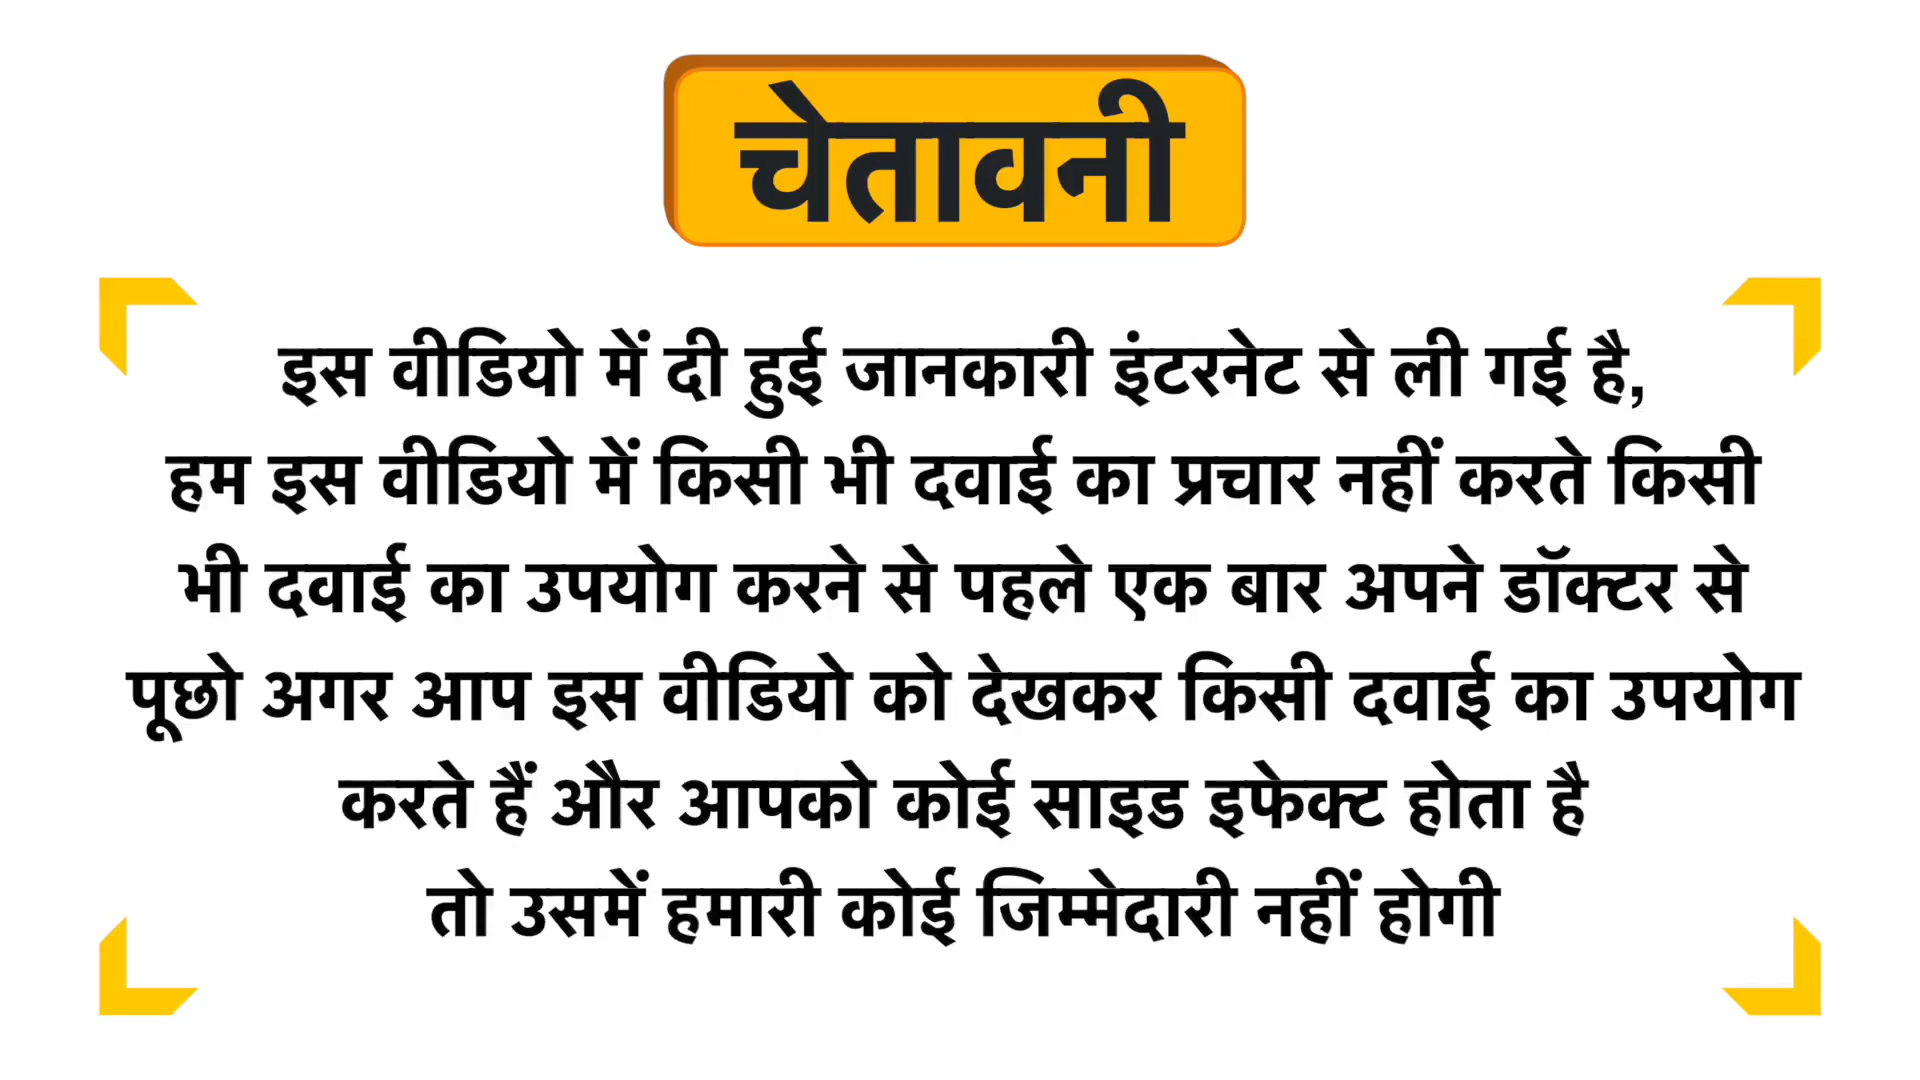 चेतावनी
इस वीडियो में दी हुई जानकारी इंटरनेट से ली गई है,
हम इस वीडियो में किसी भी दवाई का प्रचार नहीं करते किसी
भी दवाई का उपयोग करने से पहले एक बार अपने डॉक्टर से
पूछो अगर आप इस वीडियो को देखकर किसी दवाई का उपयोग
करते हैं और आपको कोई साइड इफेक्ट होता है
तो उसमें हमारी कोई जिम्मेदारी नहीं होगी